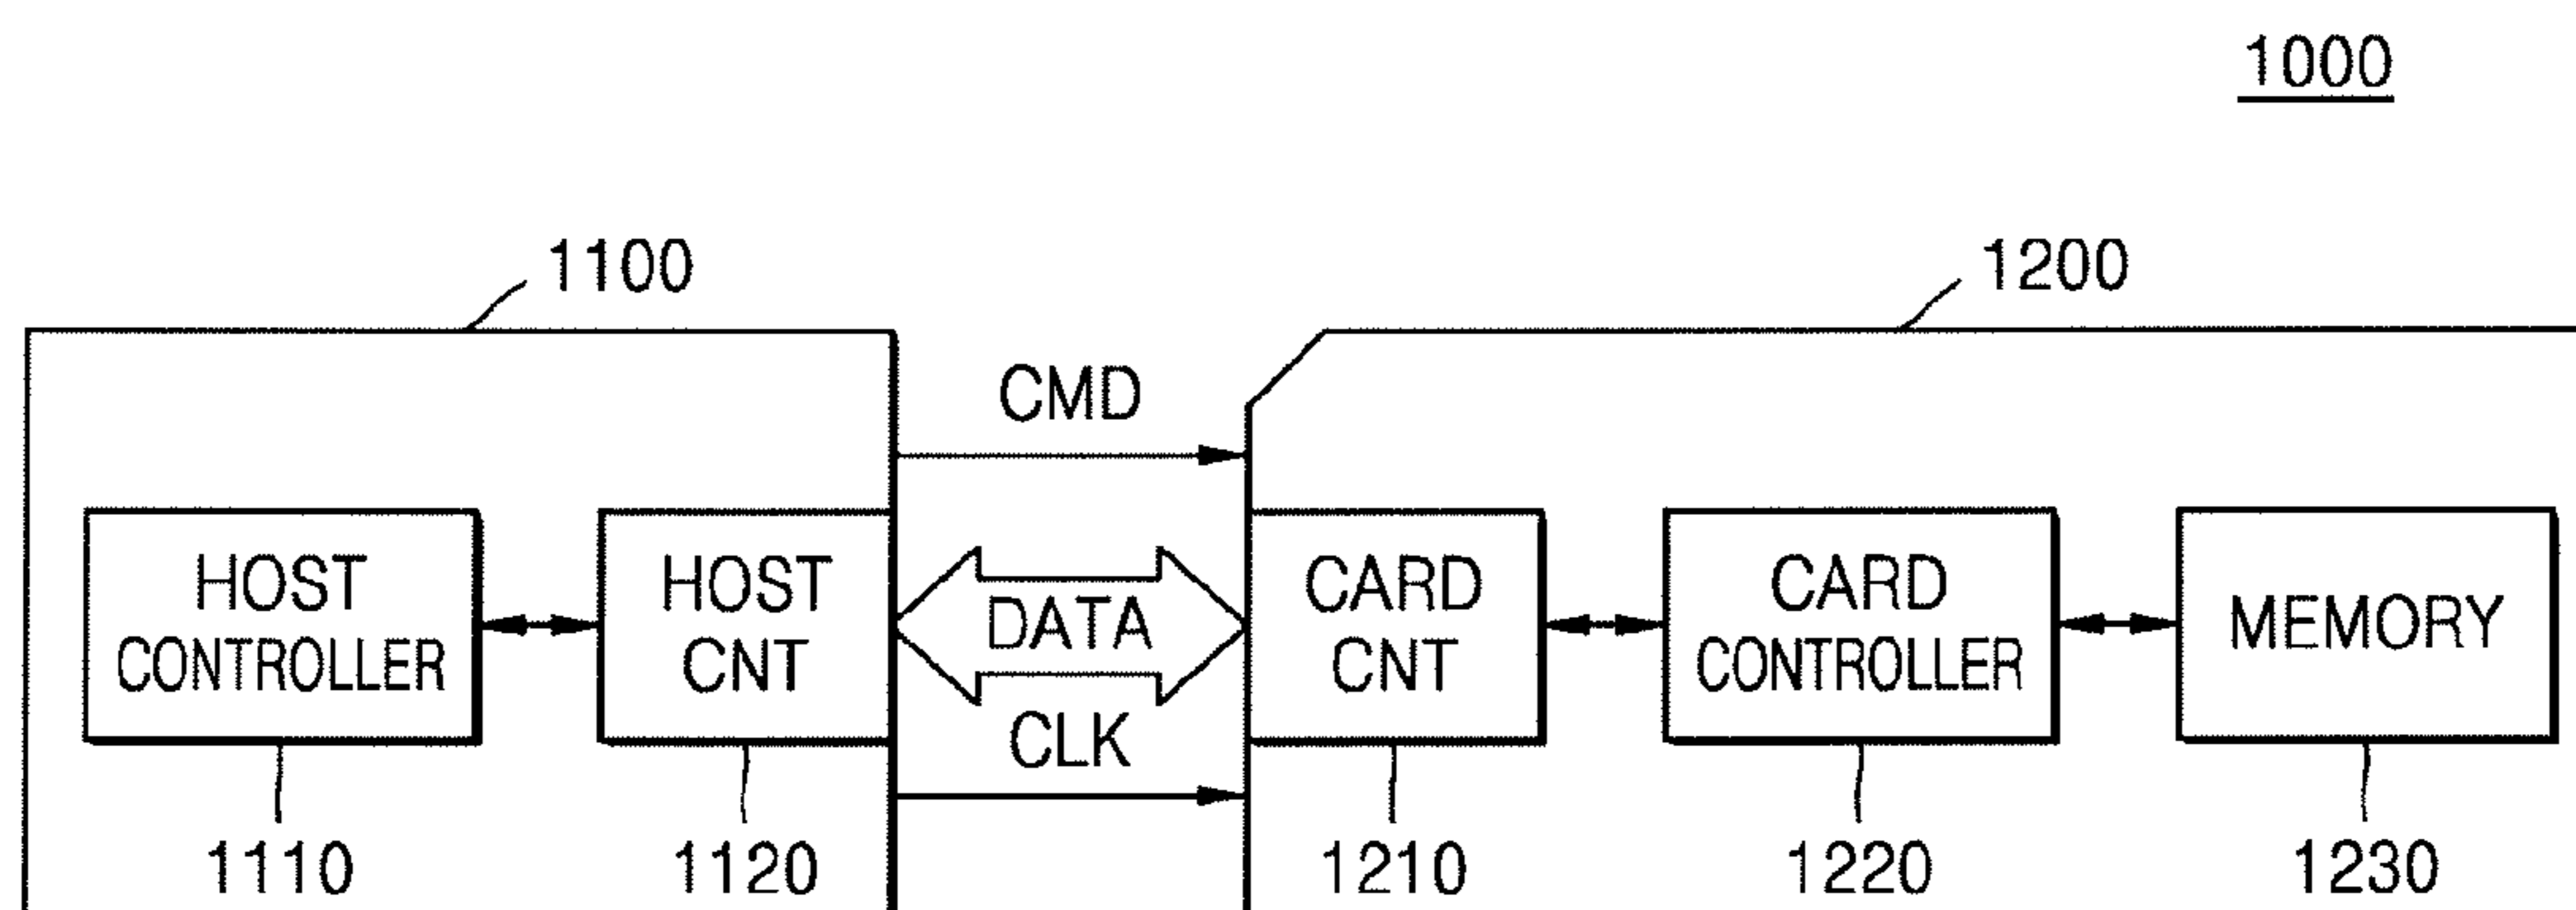 1000
1100
1200
CMD
HOST
CONTROLLER
HOST
CNT
DATA
CARD
CNT
CARD
CONTROLLER
MEMORY
CLK
1110
1120
1210
1220
1230